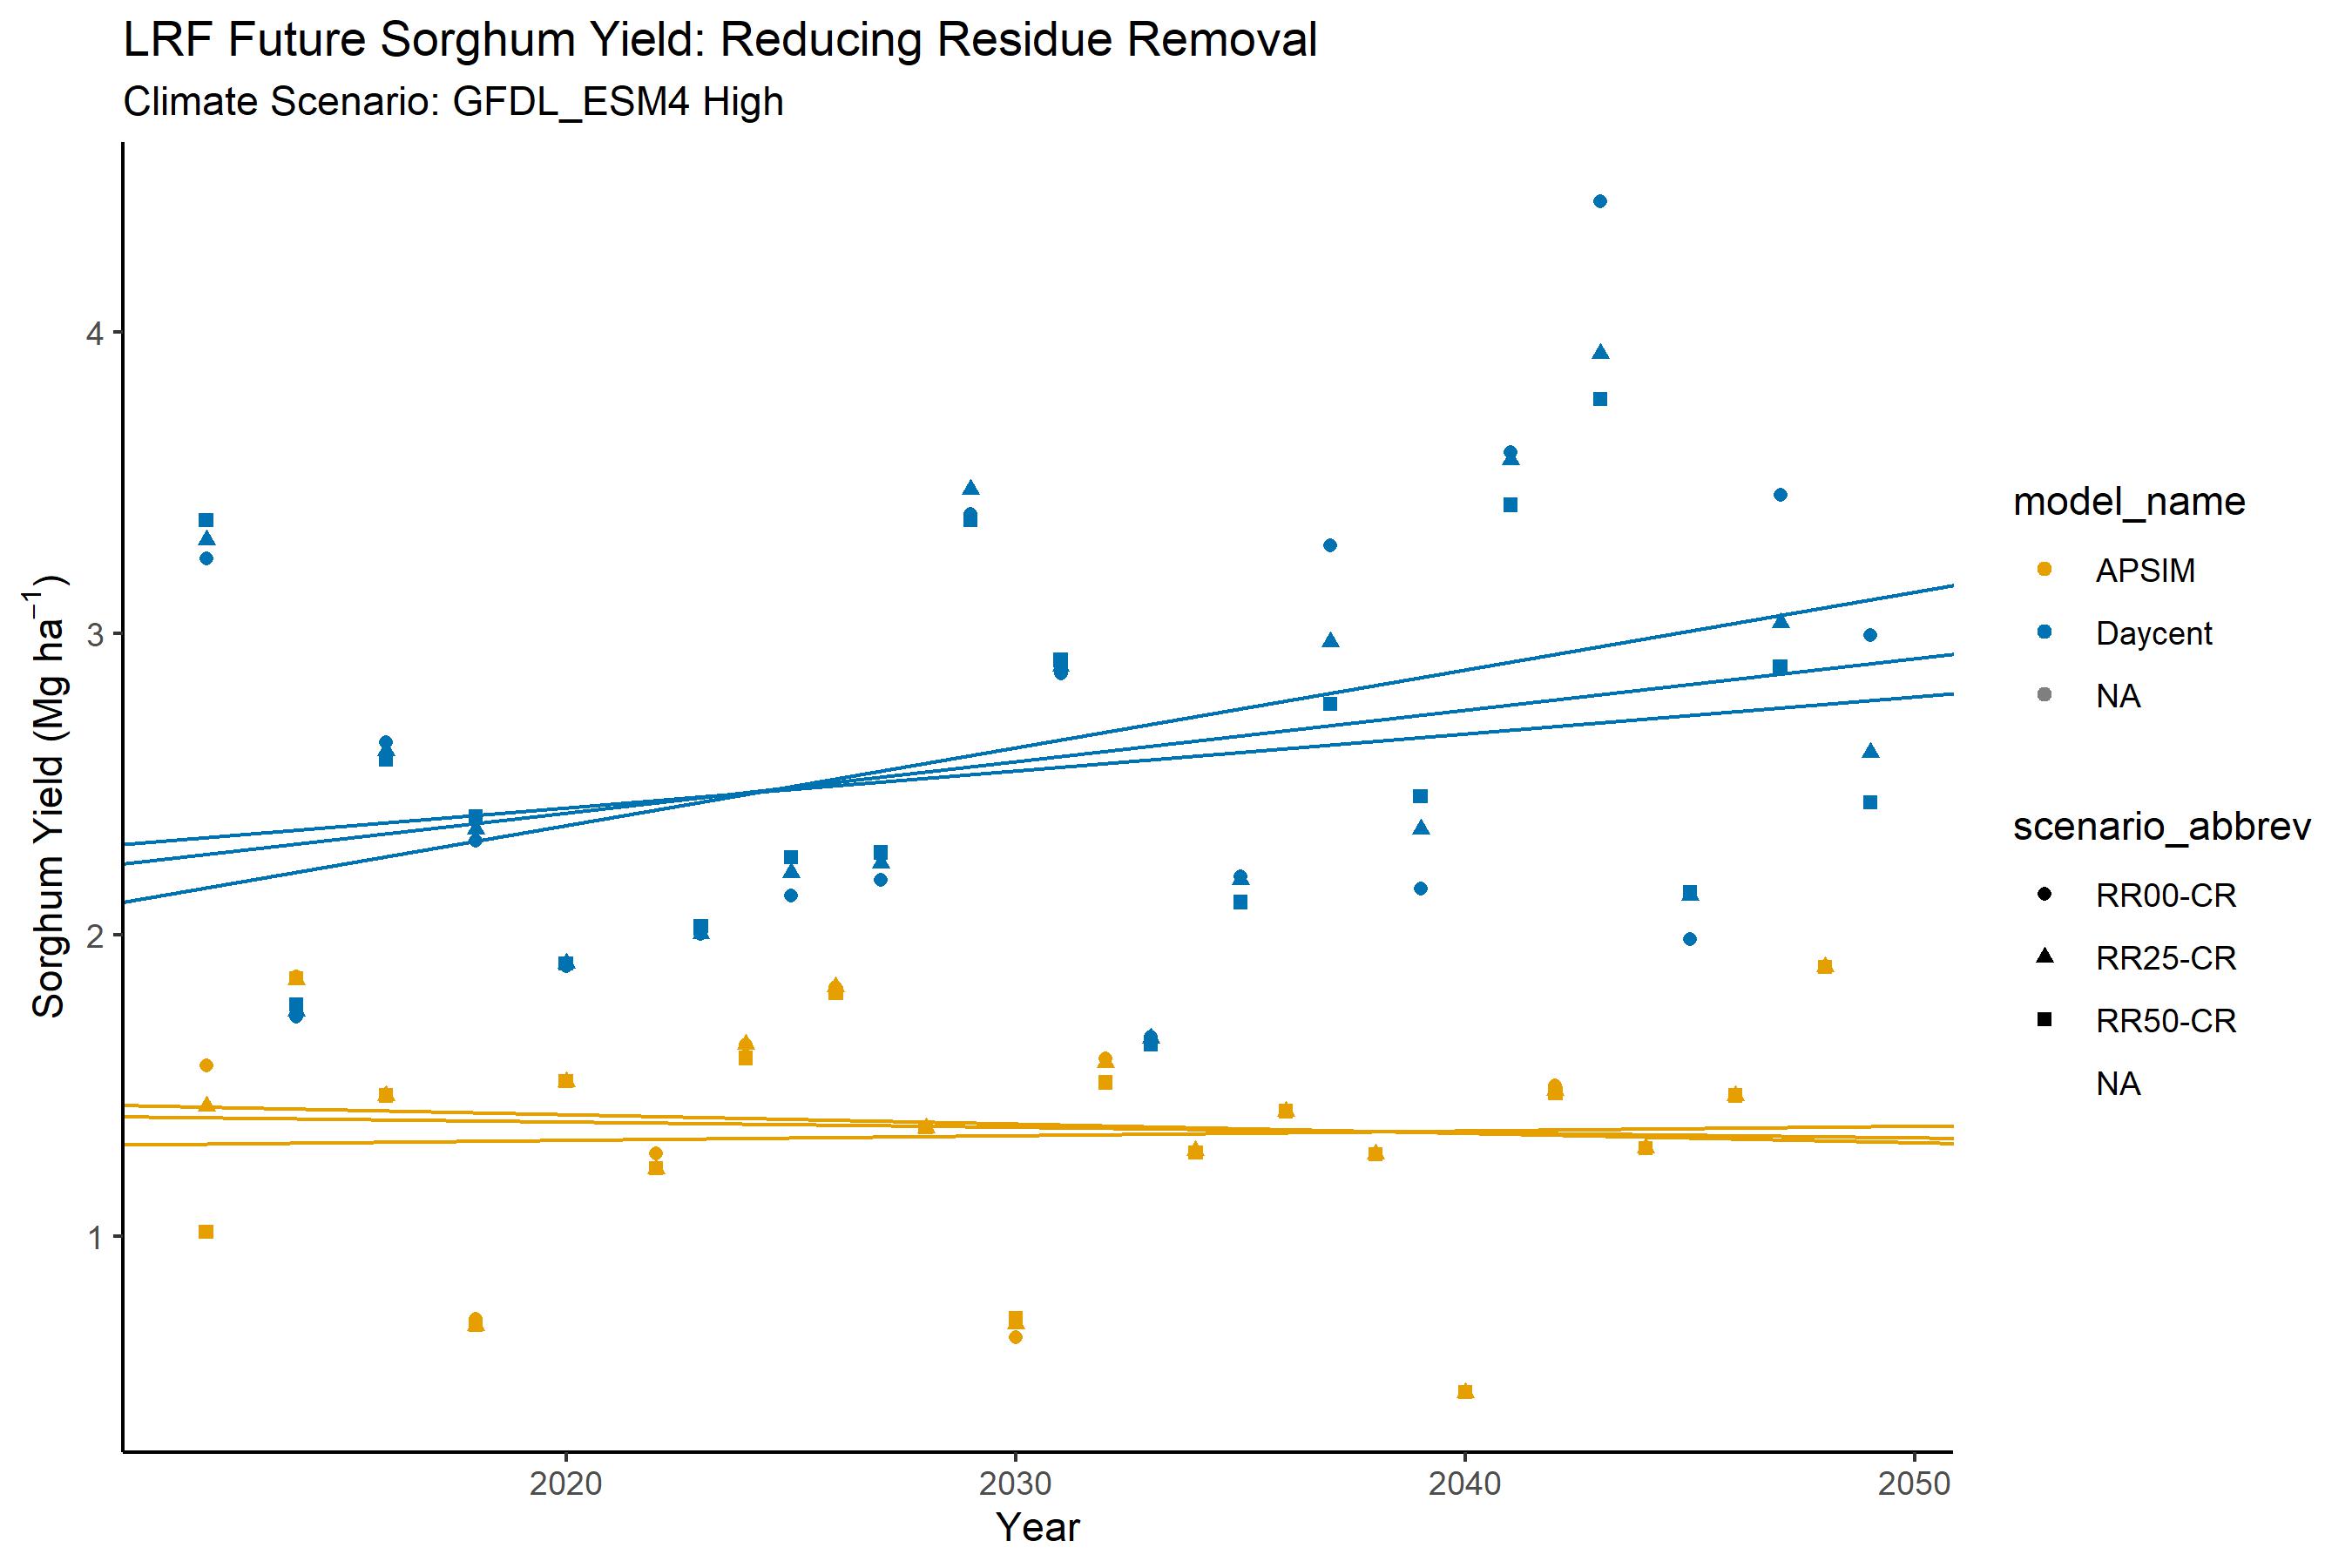 LRF Future Sorghum Yield: Reducing Residue Removal
Climate Scenario: GFDL_ESM4 High
Sorghum Yield (Mg ha⁻¹)
4
3
2
1
2020
2030
2040
2050
Year
model_name
APSIM
Daycent
NA
scenario_abbrev
RR00-CR
RR25-CR
RR50-CR
NA